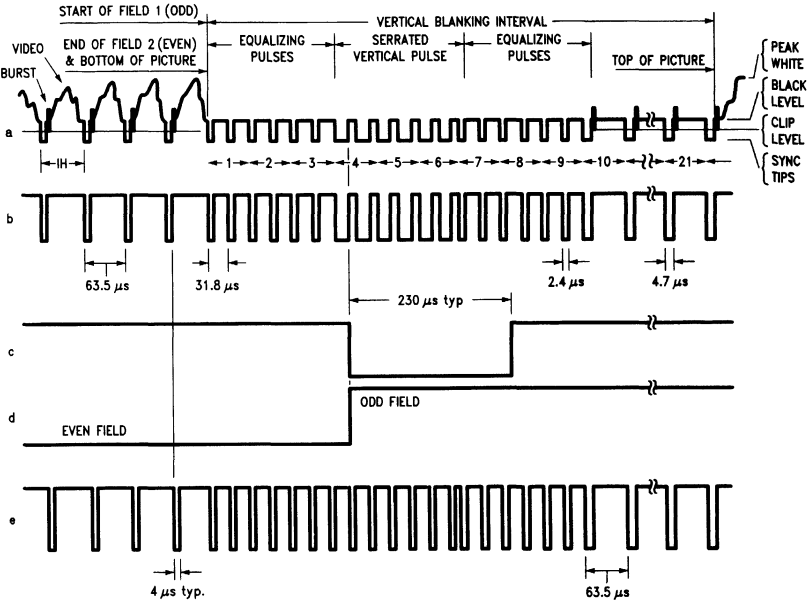 START OF FIELD 1 (ODD)
VERTICAL BLANKING INTERVAL
END OF FIELD 2 (EVEN)
& BOTTOM OF PICTURE
EQUALIZING
PULSES
SERRATED
VERTICAL PULSE
EQUALIZING
PULSES
TOP OF PICTURE
VIDEO
BURST
PEAK
WHITE
BLACK
LEVEL
CLIP
LEVEL
SYNC
TIPS
a
IH
1 2 3 4 5 6 7 8 9 10 21
b
63.5 µs
31.8 µs
2.4 µs
4.7 µs
230 µs typ
c
d
EVEN FIELD
ODD FIELD
e
4 µs typ.
63.5 µs